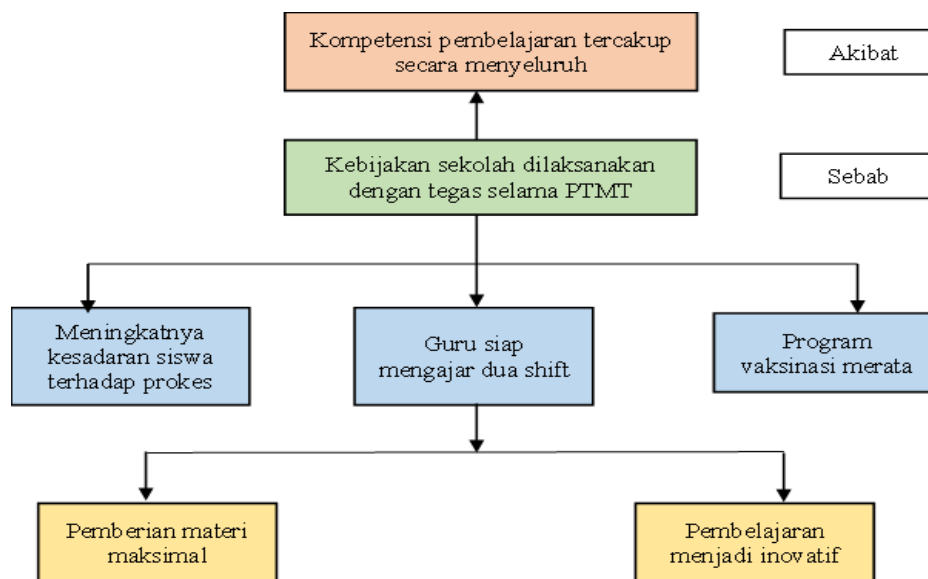 Kompetensi pembelajaran tercakup
secara menyeluruh
Akibat
Kebijakan sekolah dilaksanakan
dengan tegas selama PTMT
Sebab
Meningkatnya
kesadaran siswa
terhadap prokes
Guru siap
mengajar dua shift
Program
vaksinasi merata
Pemberian materi
maksimal
Pembelajaran
menjadi inovatif